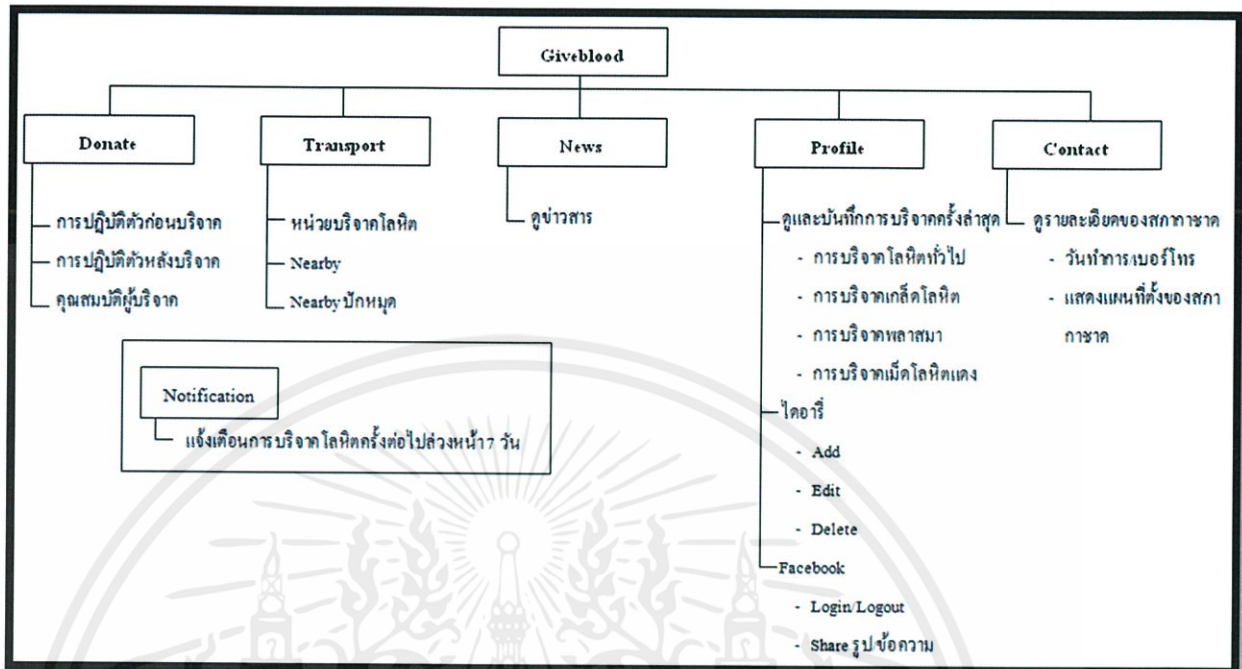 Giveblood
Donate
การปฏิบัติตัวก่อนบริจาค
การปฏิบัติตัวหลังบริจาค
คุณสมบัติผู้บริจาค
Transport
หน่วยบริจาคโลหิต
Nearby
Nearby ปักหมุด
News
ดูข่าวสาร
Profile
ดูและบันทึกการบริจาคครั้งล่าสุด
- การบริจาคโลหิตทั่วไป
- การบริจาคเกล็ดโลหิต
- การบริจาคพลาสมา
- การบริจาคเม็ดโลหิตแดง
ไดอารี่
- Add
- Edit
- Delete
Facebook
- Login/Logout
- Share รูป/ข้อความ
Contact
ดูรายละเอียดของสภากาชาด
- วันทำการ/เบอร์โทร
- แสดงแผนที่ตั้งของสภา
กาชาด
Notification
แจ้งเตือนการบริจาคโลหิตครั้งต่อไปล่วงหน้า 7 วัน